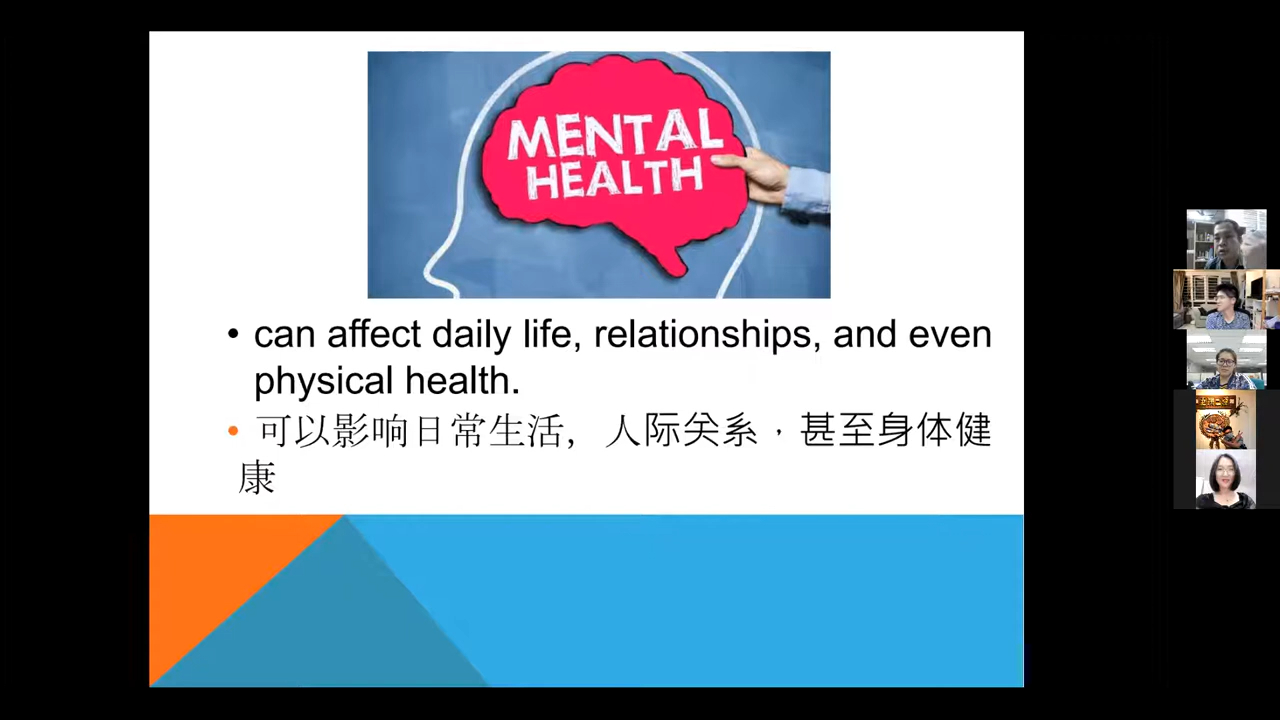 MENTAL
HEALTH
• can affect daily life, relationships, and even
physical health.
• 可以影响日常生活，人际关系，甚至身体健
康